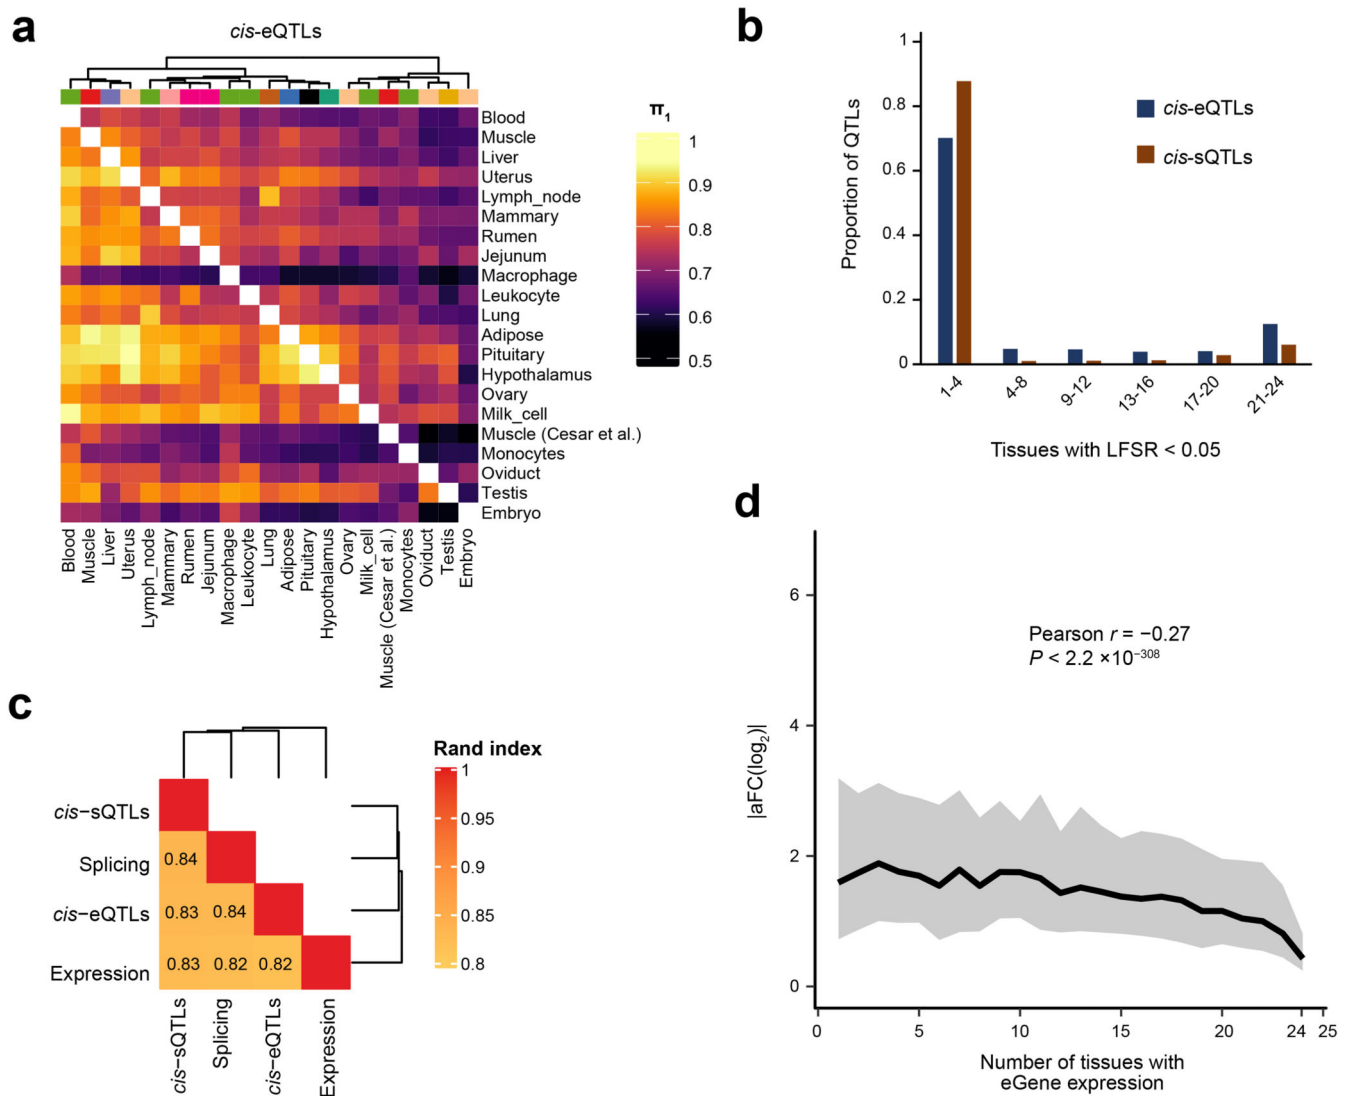 a
cis-eQTLs
Blood
Muscle
Liver
Uterus
Lymph_node
Mammary
Rumen
Jejunum
Macrophage
Leukocyte
Lung
Adipose
Pituitary
Hypothalamus
Ovary
Milk_cell
Muscle (Cesar et al.)
Monocytes
Oviduct
Testis
Embryo
Blood
Muscle
Liver
Uterus
Lymph_node
Mammary
Rumen
Jejunum
Macrophage
Leukocyte
Lung
Adipose
Pituitary
Hypothalamus
Ovary
Milk_cell
Muscle (Cesar et al.)
Monocytes
Oviduct
Testis
Embryo
π₁
1
0.9
0.8
0.7
0.6
0.5
b
Proportion of QTLs
1
0.8
0.6
0.4
0.2
0
cis-eQTLs
cis-sQTLs
1-4
4-8
9-12
13-16
17-20
21-24
Tissues with LFSR < 0.05
c
cis−sQTLs
Splicing
cis−eQTLs
Expression
0.84
0.83
0.84
0.83
0.82
0.82
cis−sQTLs
Splicing
cis-eQTLs
Expression
Rand index
1
0.95
0.9
0.85
0.8
d
|aFC(log₂)|
6
4
2
0
Pearson r = −0.27
P < 2.2 ×10⁻³⁰⁸
0
5
10
15
20
24
25
Number of tissues with
eGene expression